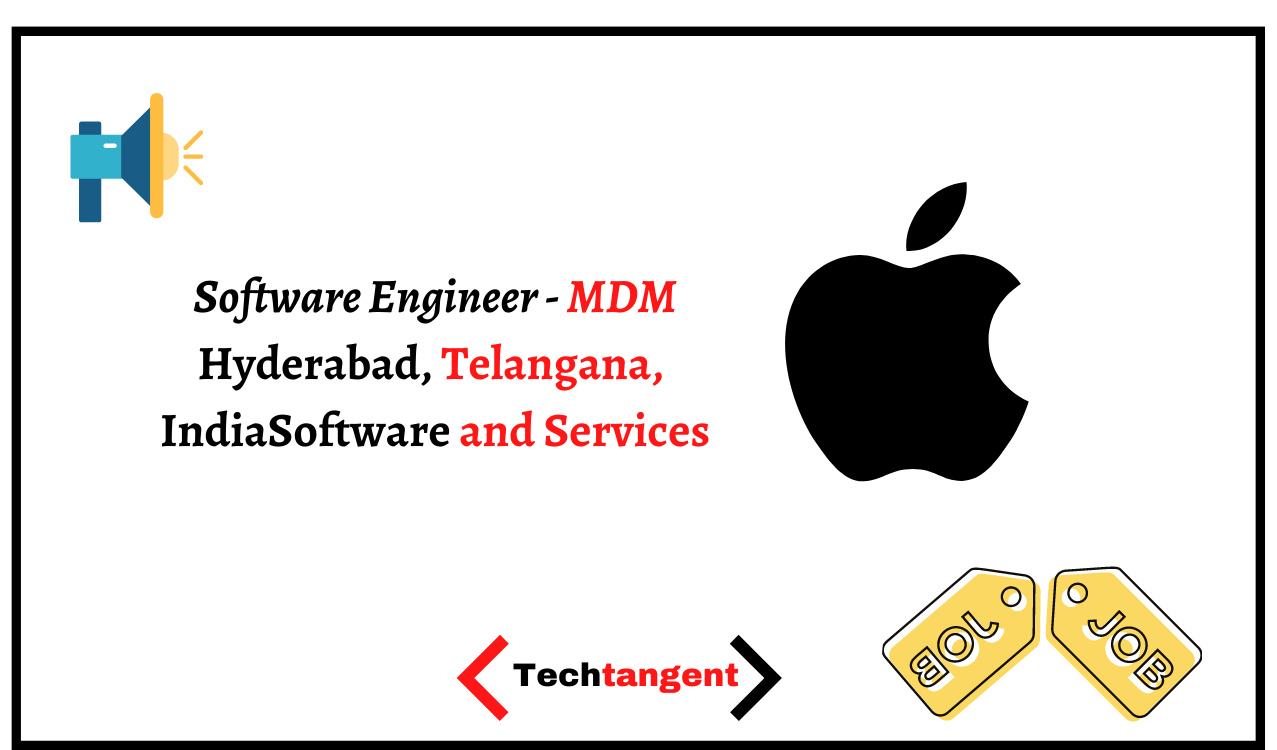 Software Engineer - MDM
Hyderabad, Telangana,
IndiaSoftware and Services
Techtangent
JOB
JOB